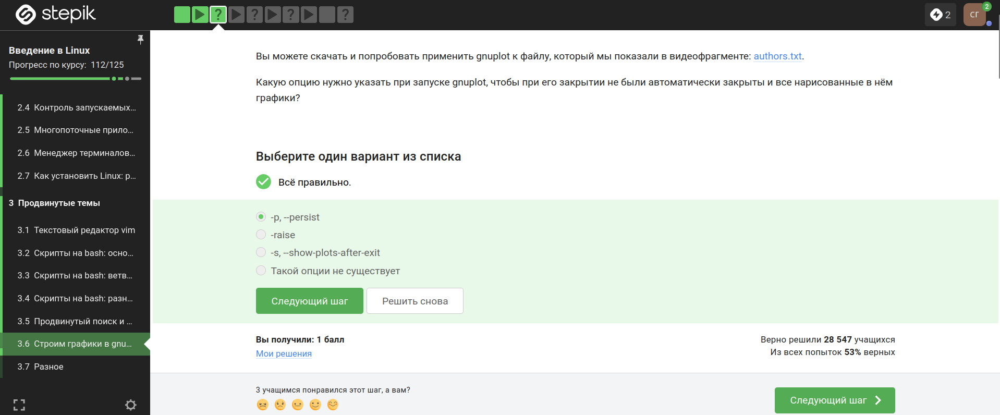 stepik
?
?
?
?
2
СГ
2
Введение в Linux
Прогресс по курсу: 112/125
2.4 Контроль запускаемых...
2.5 Многопоточные прило...
2.6 Менеджер терминалов...
2.7 Как установить Linux: р...
3 Продвинутые темы
3.1 Текстовый редактор vim
3.2 Скрипты на bash: осно...
3.3 Скрипты на bash: ветв...
3.4 Скрипты на bash: разн...
3.5 Продвинутый поиск и ...
3.6 Строим графики в gnu...
3.7 Разное
Вы можете скачать и попробовать применить gnuplot к файлу, который мы показали в видеофрагменте: authors.txt.
Какую опцию нужно указать при запуске gnuplot, чтобы при его закрытии не были автоматически закрыты и все нарисованные в нём
графики?
Выберите один вариант из списка
Всё правильно.
-p, --persist
-raise
-s, --show-plots-after-exit
Такой опции не существует
Следующий шаг
Решить снова
Вы получили: 1 балл
Мои решения
Верно решили 28 547 учащихся
Из всех попыток 53% верных
3 учащимся понравился этот шаг, а вам?
Следующий шаг